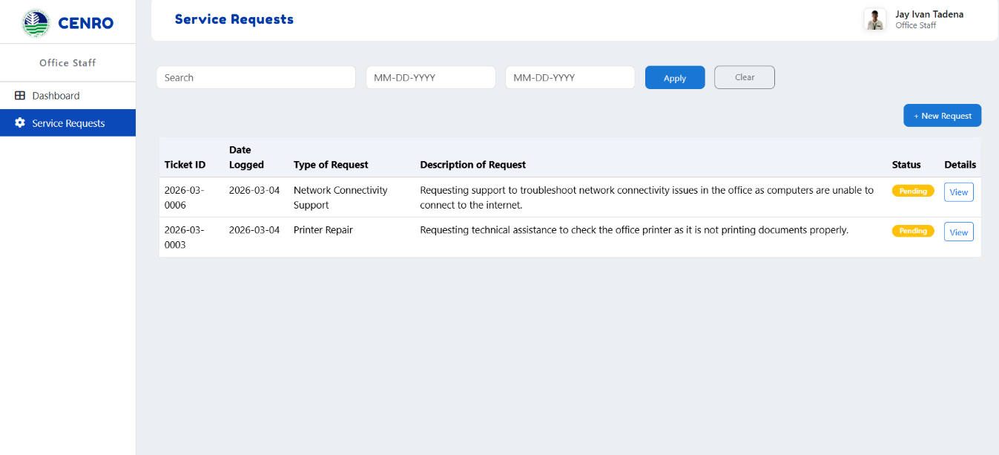 CENRO
Service Requests
Jay Ivan Tadena
Office Staff
Office Staff
Dashboard
Service Requests
Search
MM-DD-YYYY
MM-DD-YYYY
Apply
Clear
+ New Request
Ticket ID
Date
Logged
Type of Request
Description of Request
Status
Details
2026-03-
0006
2026-03-04
Network Connectivity
Support
Requesting support to troubleshoot network connectivity issues in the office as computers are unable to
connect to the internet.
Pending
View
2026-03-
0003
2026-03-04
Printer Repair
Requesting technical assistance to check the office printer as it is not printing documents properly.
Pending
View